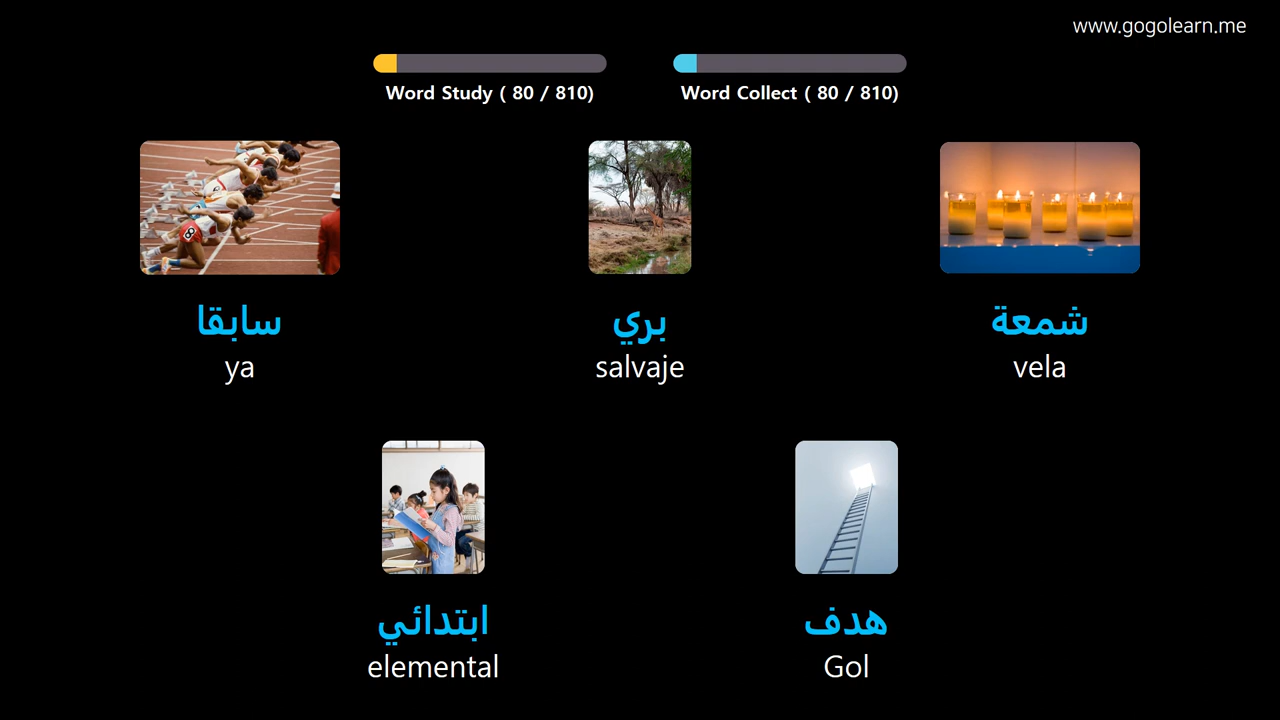 www.gogolearn.me
Word Study ( 80 / 810)
Word Collect ( 80 / 810)
سابقا
ya
بري
salvaje
شمعة
vela
ابتدائي
elemental
هدف
Gol